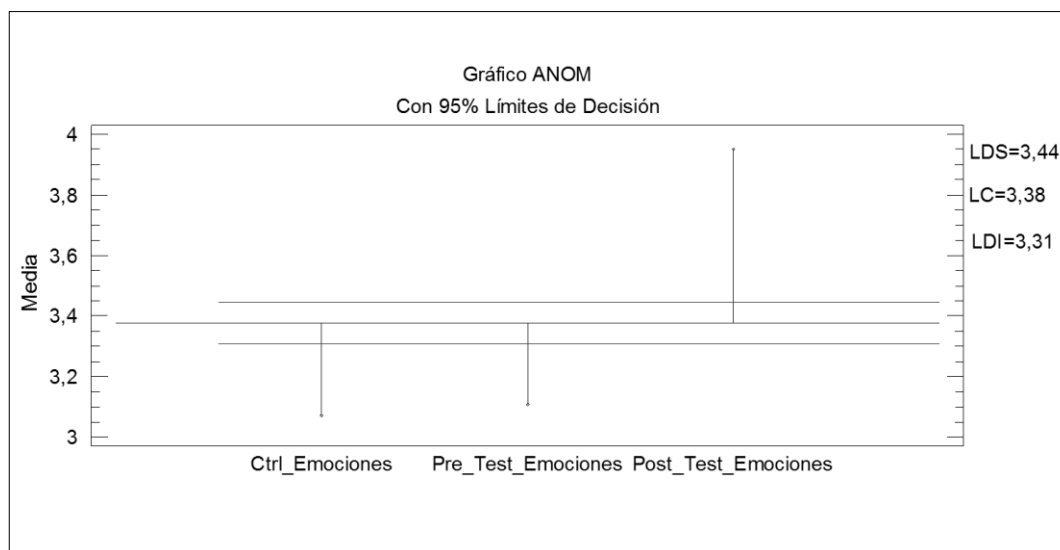 Gráfico ANOM
Con 95% Límites de Decisión
4
3,8
3,6
3,4
3,2
3
Media
LDS=3,44
LC=3,38
LDI=3,31
Ctrl_Emociones Pre_Test_Emociones Post_Test_Emociones